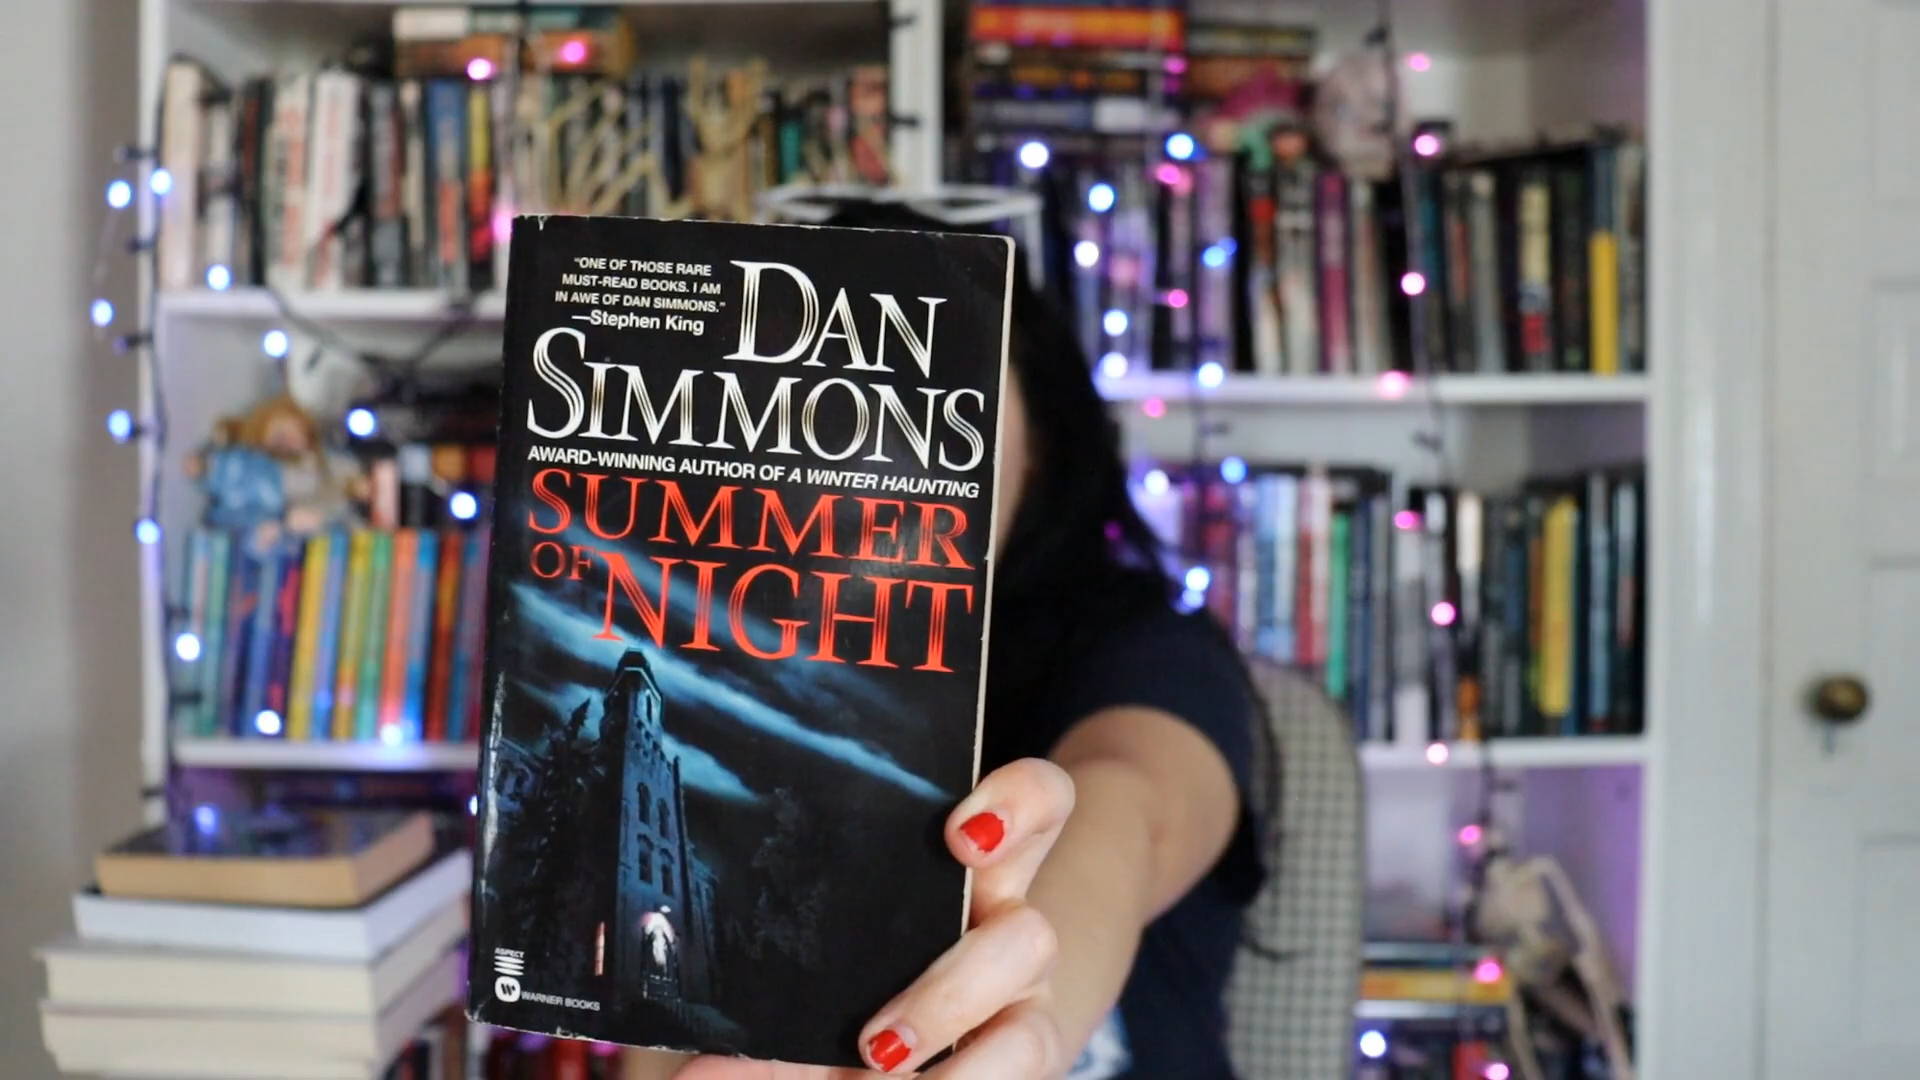 "ONE OF THOSE RARE
MUST-READ BOOKS. I AM
IN AWE OF DAN SIMMONS."
—Stephen King
DAN
SIMMONS
AWARD-WINNING AUTHOR OF A WINTER HAUNTING
SUMMER
OF NIGHT
ASPECT
W WARNER BOOKS